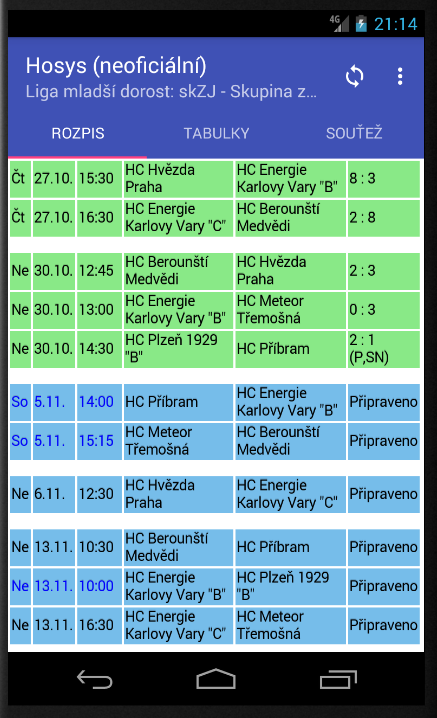 4G 21:14
Hosys (neoficiální)
Liga mladší dorost: skZJ - Skupina z…
ROZPIS TABULKY SOUŤEŽ
Čt 27.10. 15:30 HC Hvězda Praha HC Energie Karlovy Vary "B" 8 : 3
Čt 27.10. 16:30 HC Energie Karlovy Vary "C" HC Berounští Medvědi 2 : 8
Ne 30.10. 12:45 HC Berounští Medvědi HC Hvězda Praha 2 : 3
Ne 30.10. 13:00 HC Energie Karlovy Vary "B" HC Meteor Třemošná 0 : 3
Ne 30.10. 14:30 HC Plzeň 1929 "B" HC Příbram 2 : 1 (P,SN)
So 5.11. 14:00 HC Příbram HC Energie Karlovy Vary "B" Připraveno
So 5.11. 15:15 HC Meteor Třemošná HC Berounští Medvědi Připraveno
Ne 6.11. 12:30 HC Hvězda Praha HC Energie Karlovy Vary "C" Připraveno
Ne 13.11. 10:30 HC Berounští Medvědi HC Příbram Připraveno
Ne 13.11. 10:00 HC Energie Karlovy Vary "B" HC Plzeň 1929 "B" Připraveno
Ne 13.11. 16:30 HC Energie Karlovy Vary "C" HC Meteor Třemošná Připraveno